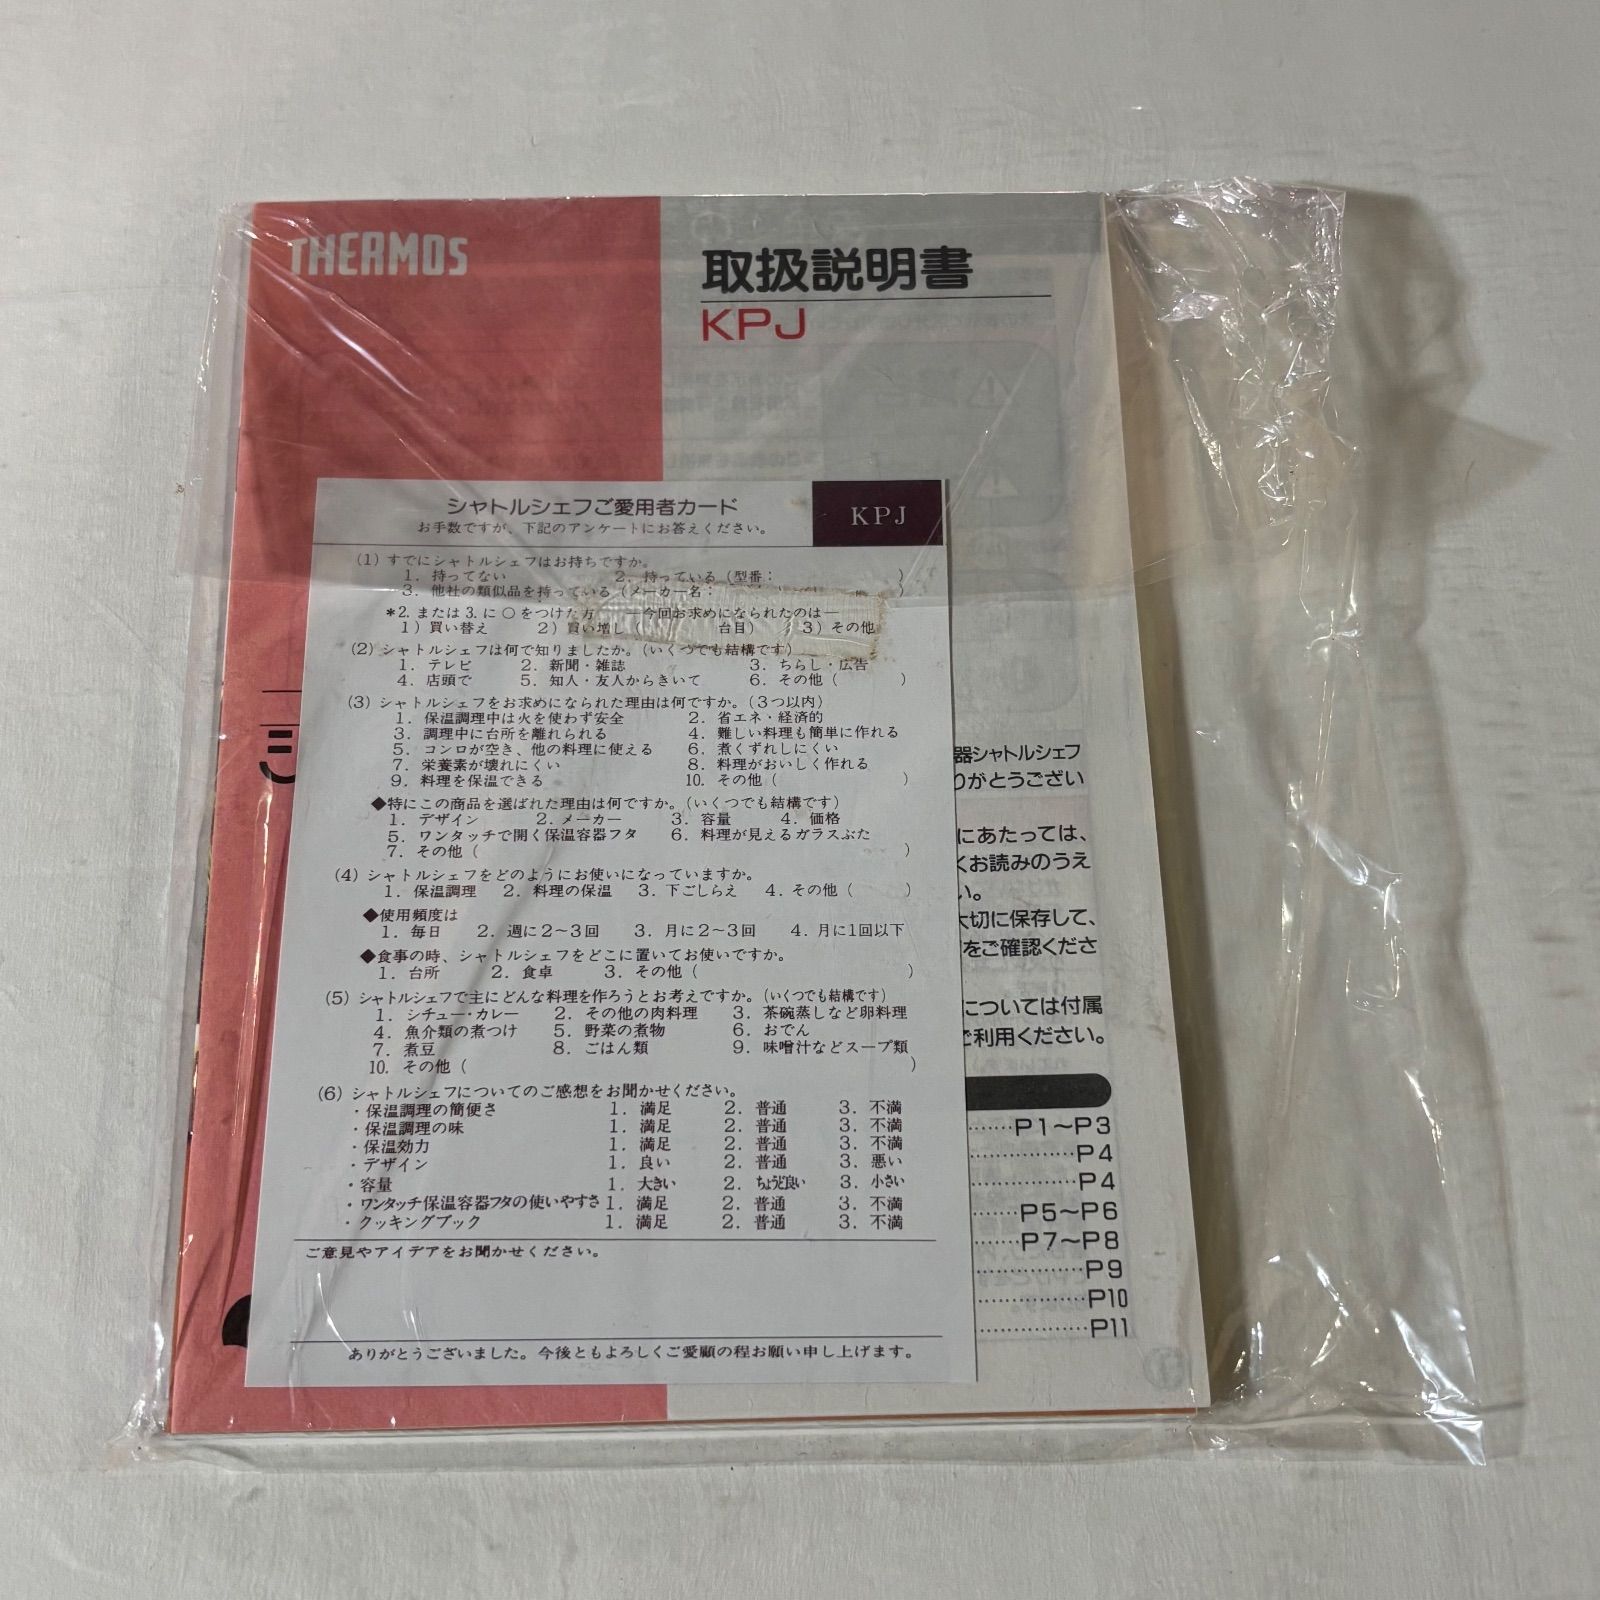 THERMOS
取扱説明書
KPJ
シャトルシェフご愛用者カード
KPJ
お手数ですが、下記のアンケートにお答えください。
(1) すでにシャトルシェフはお持ちですか。
1. 持ってない 2. 持っている (型番: )
3. 他社の類似品を持っている (メーカー名: )
*2. または 3. に ○ をつけた方 ―今回お求めになられたのは―
1) 買い替え 2) 買い増し ( 台目) 3) その他
(2) シャトルシェフは何で知りましたか。(いくつでも結構です)
1. テレビ 2. 新聞・雑誌 3. ちらし・広告
4. 店頭で 5. 知人・友人からきいて 6. その他 ( )
(3) シャトルシェフをお求めになられた理由は何ですか。(3つ以内)
1. 保温調理中は火を使わず安全 2. 省エネ・経済的
3. 調理中に台所を離れられる 4. 難しい料理も簡単に作れる
5. コンロが空き、他の料理に使える 6. 煮くずれしにくい
7. 栄養素が壊れにくい 8. 料理がおいしく作れる
9. 料理を保温できる 10. その他 ( )
◆特にこの商品を選ばれた理由は何ですか。(いくつでも結構です)
1. デザイン 2. メーカー 3. 容量 4. 価格
5. ワンタッチで開く保温容器フタ 6. 料理が見えるガラスぶた
7. その他 ( )
(4) シャトルシェフをどのようにお使いになっていますか。
1. 保温調理 2. 料理の保温 3. 下ごしらえ 4. その他 ( )
◆使用頻度は
1. 毎日 2. 週に2～3回 3. 月に2～3回 4. 月に1回以下
◆食事の時、シャトルシェフをどこに置いてお使いですか。
1. 台所 2. 食卓 3. その他 ( )
(5) シャトルシェフで主にどんな料理を作ろうとお考えですか。(いくつでも結構です)
1. シチュー・カレー 2. その他の肉料理 3. 茶碗蒸しなど卵料理
4. 魚介類の煮つけ 5. 野菜の煮物 6. おでん
7. 煮豆 8. ごはん類 9. 味噌汁などスープ類
10. その他 ( )
(6) シャトルシェフについてのご感想をお聞かせください。
・保温調理の簡便さ 1. 満足 2. 普通 3. 不満
・保温調理の味 1. 満足 2. 普通 3. 不満
・保温効力 1. 満足 2. 普通 3. 不満
・デザイン 1. 良い 2. 普通 3. 悪い
・容量 1. 大きい 2. ちょうど良い 3. 小さい
・ワンタッチ保温容器フタの使いやすさ 1. 満足 2. 普通 3. 不満
・クッキングブック 1. 満足 2. 普通 3. 不満
ご意見やアイデアをお聞かせください。
ありがとうございました。今後ともよろしくご愛顧の程お願い申し上げます。
器シャトルシェフ
りがとうござい
にあたっては、
くお読みのうえ
い。
大切に保存して、
をご確認くださ
については付属
ご利用ください。
P1～P3
P4
P4
P5～P6
P7～P8
P9
P10
P11